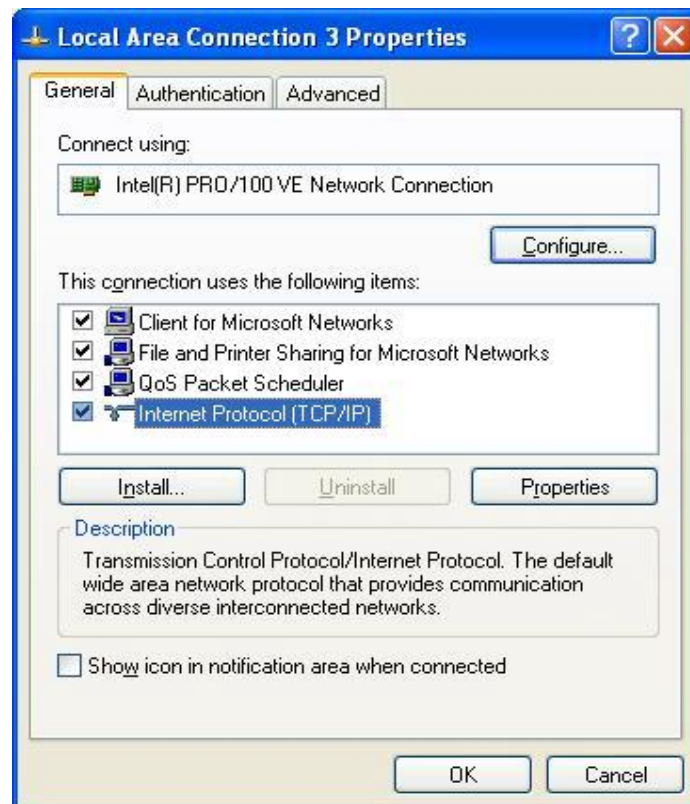 Local Area Connection 3 Properties
General
Authentication
Advanced
Connect using:
Intel(R) PRO/100 VE Network Connection
Configure...
This connection uses the following items:
Client for Microsoft Networks
File and Printer Sharing for Microsoft Networks
QoS Packet Scheduler
Internet Protocol (TCP/IP)
Install...
Uninstall
Properties
Description
Transmission Control Protocol/Internet Protocol. The default
wide area network protocol that provides communication
across diverse interconnected networks.
Show icon in notification area when connected
OK
Cancel